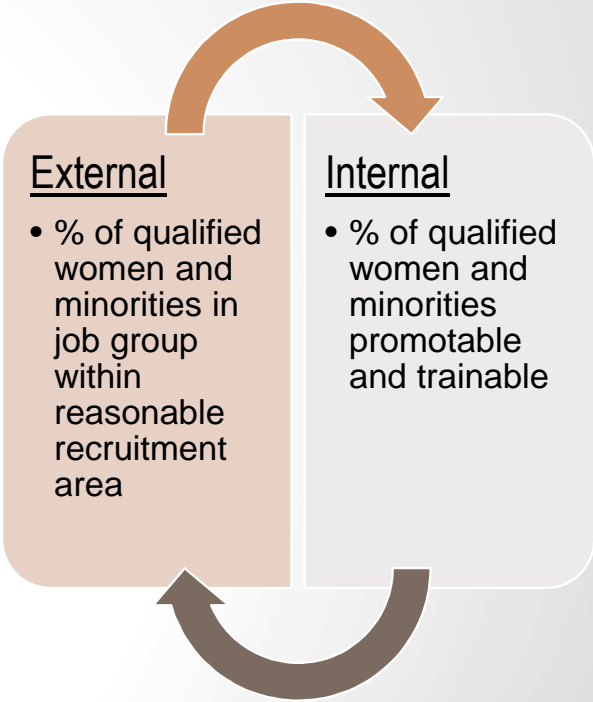 External
• % of qualified
women and
minorities in
job group
within
reasonable
recruitment
area
Internal
• % of qualified
women and
minorities
promotable
and trainable